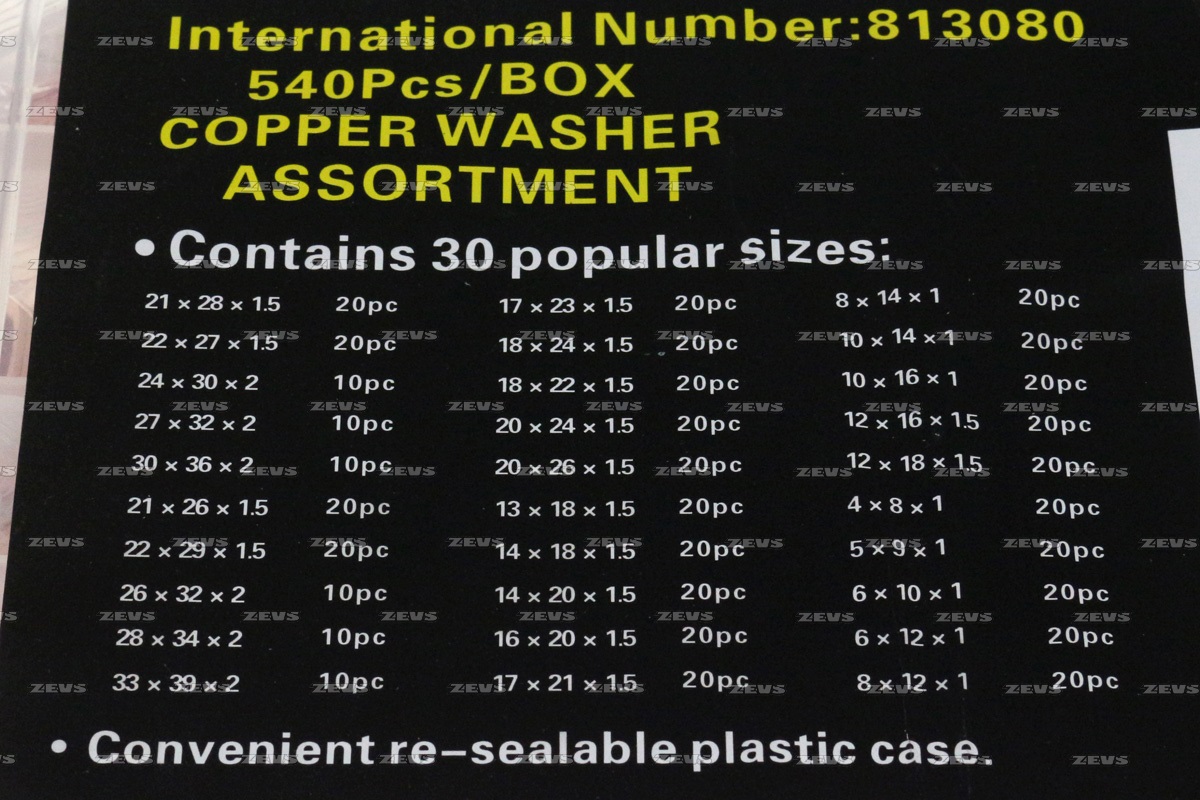 International Number:813080
540Pcs/BOX
COPPER WASHER
ASSORTMENT
• Contains 30 popular sizes:
21 × 28 × 1.5 20pc 17 × 23 × 1.5 20pc 8 × 14 × 1 20pc
22 × 27 × 1.5 20pc 18 × 24 × 1.5 20pc 10 × 14 × 1 20pc
24 × 30 × 2 10pc 18 × 22 × 1.5 20pc 10 × 16 × 1 20pc
27 × 32 × 2 10pc 20 × 24 × 1.5 20pc 12 × 16 × 1.5 20pc
30 × 36 × 2 10pc 20 × 26 × 1.5 20pc 12 × 18 × 1.5 20pc
21 × 26 × 1.5 20pc 13 × 18 × 1.5 20pc 4 × 8 × 1 20pc
22 × 29 × 1.5 20pc 14 × 18 × 1.5 20pc 5 × 9 × 1 20pc
26 × 32 × 2 10pc 14 × 20 × 1.5 20pc 6 × 10 × 1 20pc
28 × 34 × 2 10pc 16 × 20 × 1.5 20pc 6 × 12 × 1 20pc
33 × 39 × 2 10pc 17 × 21 × 1.5 20pc 8 × 12 × 1 20pc
• Convenient re–sealable plastic case.
ZEVS